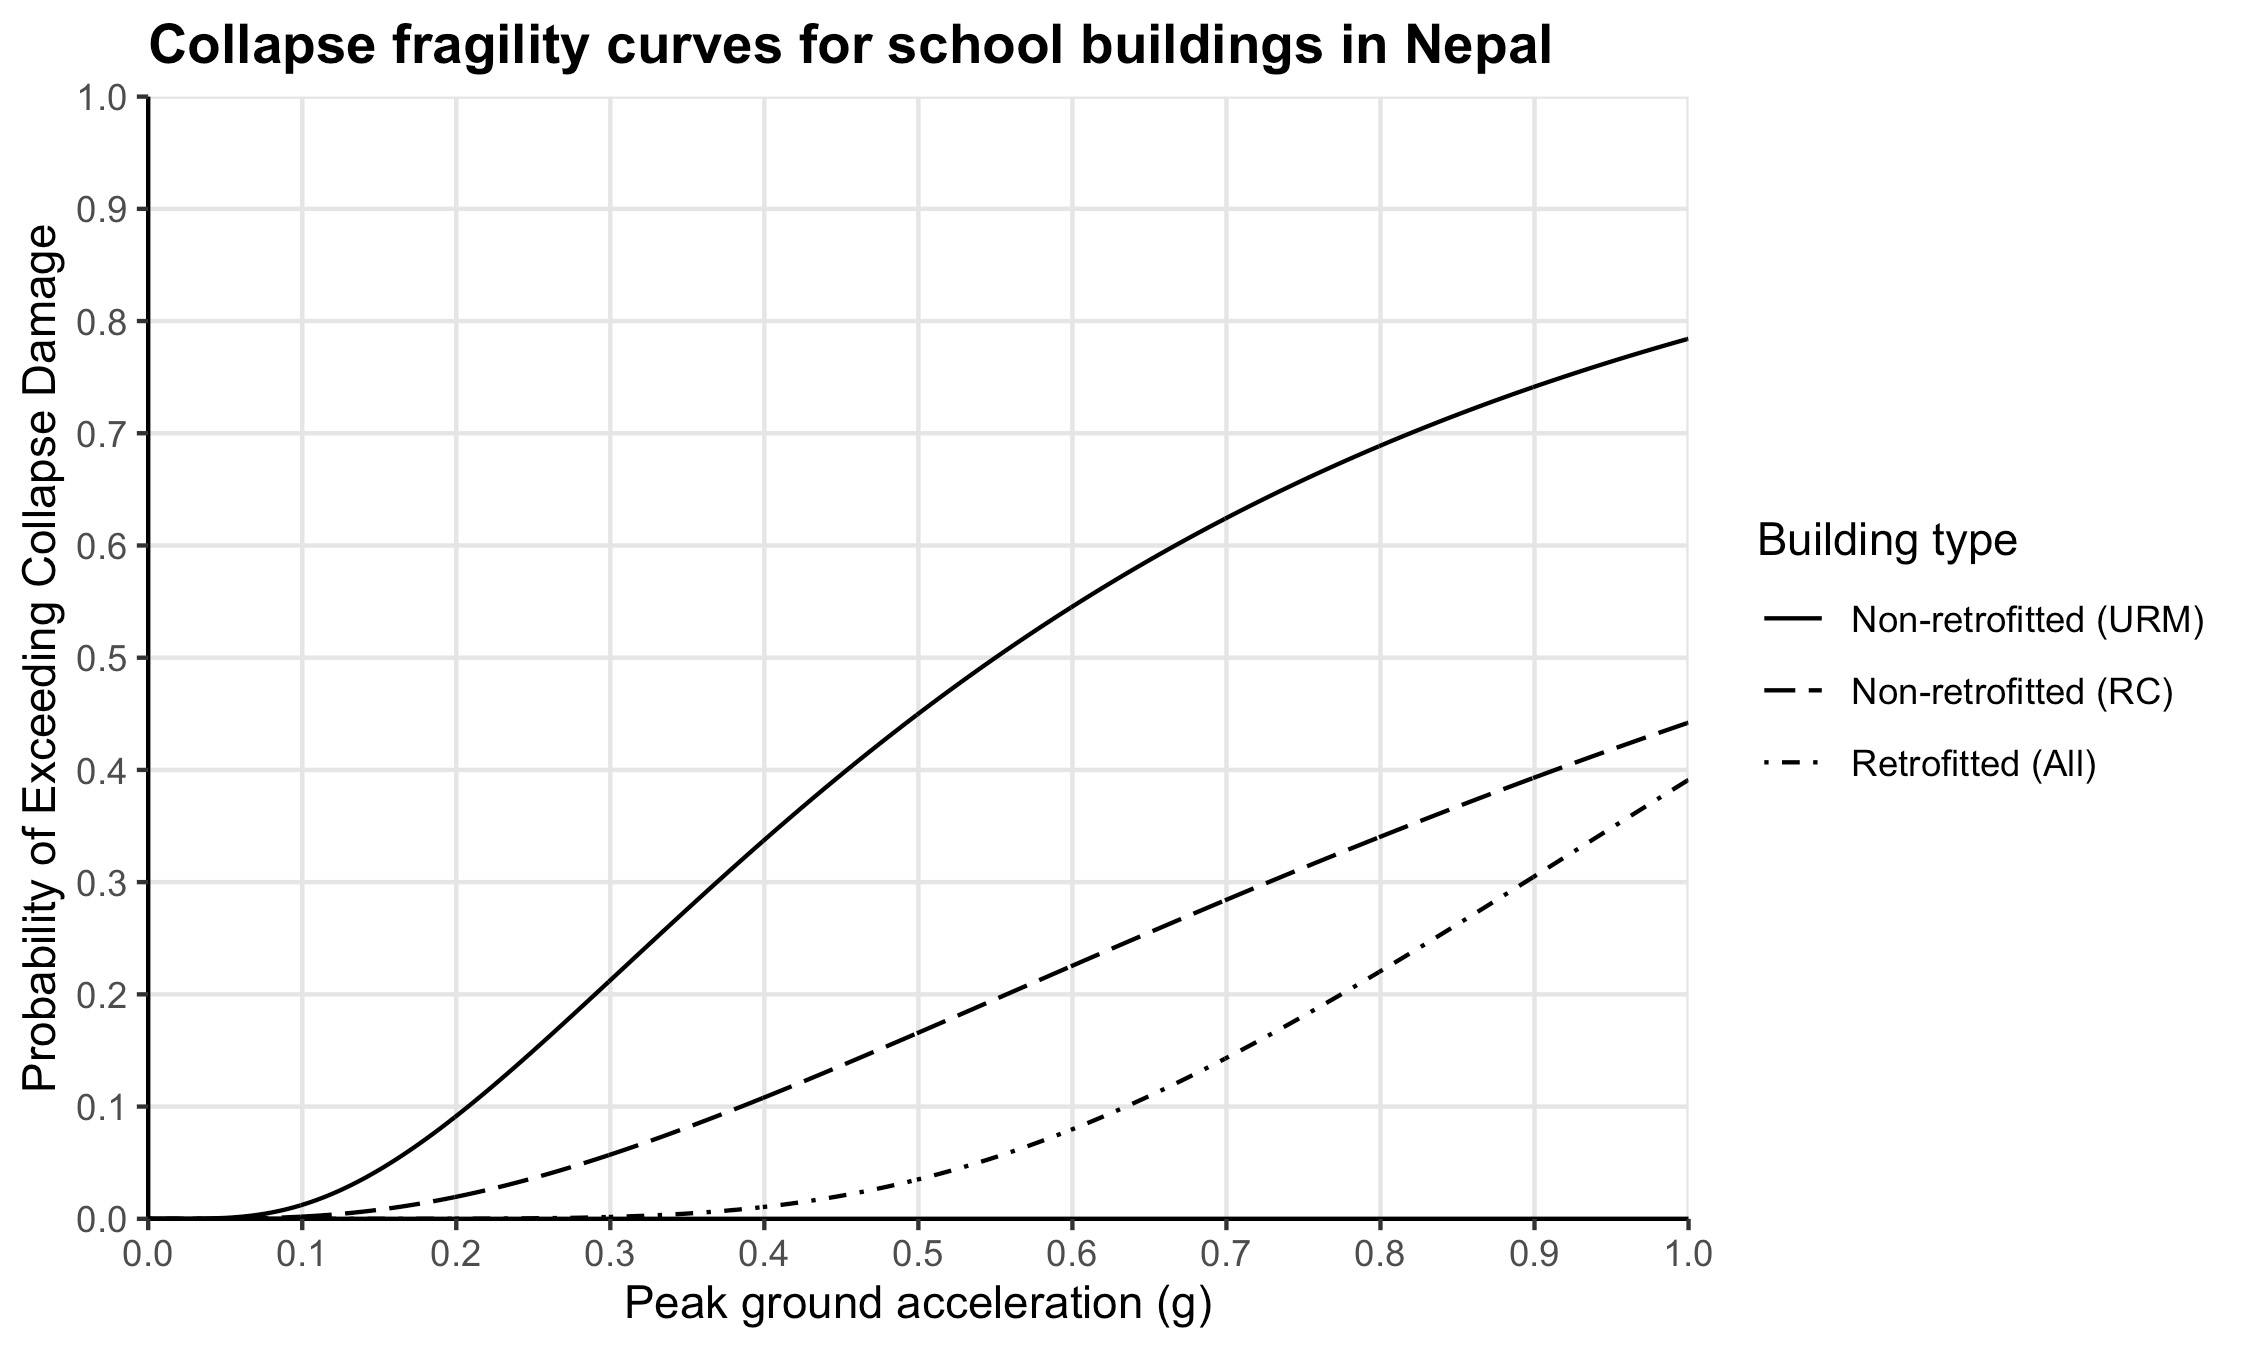 Collapse fragility curves for school buildings in Nepal
Probability of Exceeding Collapse Damage
1.0
0.9
0.8
0.7
0.6
0.5
0.4
0.3
0.2
0.1
0.0
0.0 0.1 0.2 0.3 0.4 0.5 0.6 0.7 0.8 0.9 1.0
Peak ground acceleration (g)
Building type
Non-retrofitted (URM)
Non-retrofitted (RC)
Retrofitted (All)